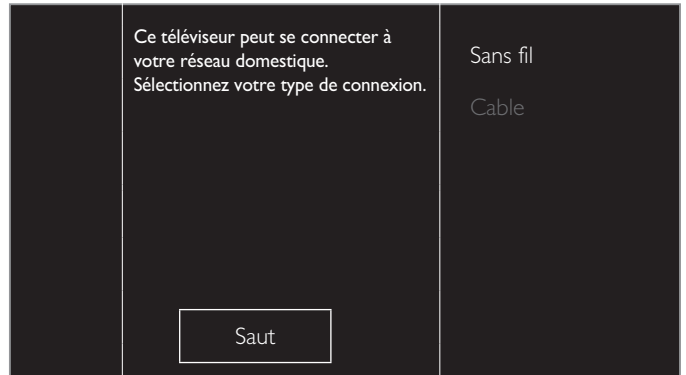 Ce téléviseur peut se connecter à
votre réseau domestique.
Sélectionnez votre type de connexion.
Sans fil
Cable
Saut